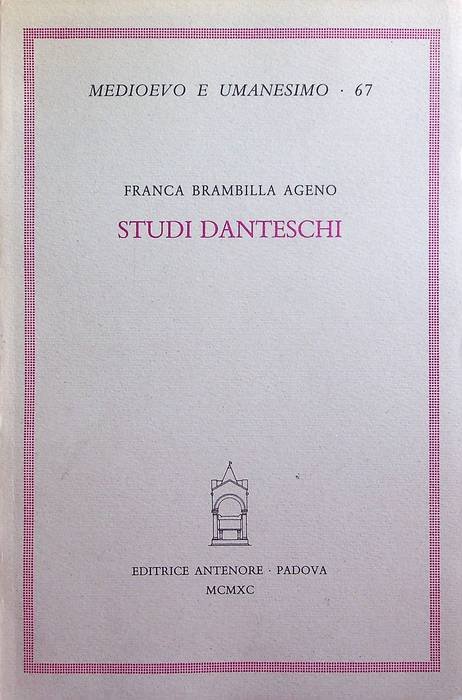 MEDIOEVO E UMANESIMO · 67
FRANCA BRAMBILLA AGENO
STUDI DANTESCHI
EDITRICE ANTENORE · PADOVA
MCMXC